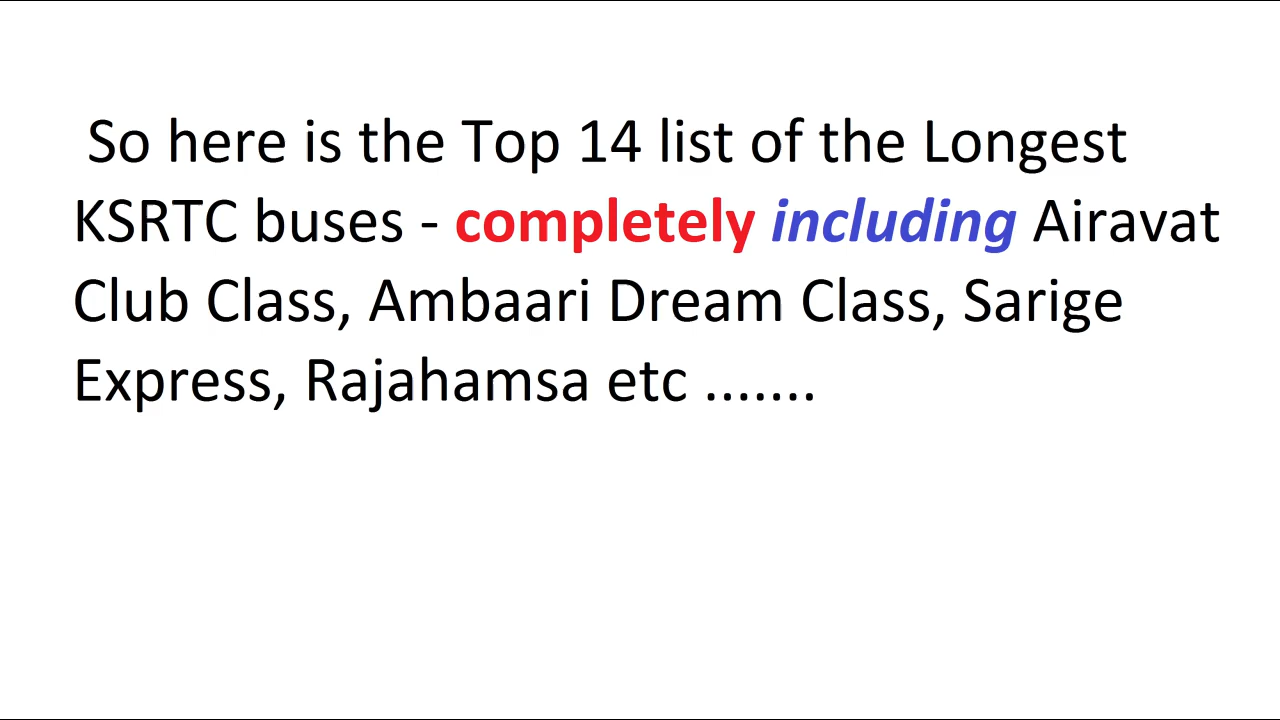 So here is the Top 14 list of the Longest
KSRTC buses - completely including Airavat
Club Class, Ambaari Dream Class, Sarige
Express, Rajahamsa etc .......